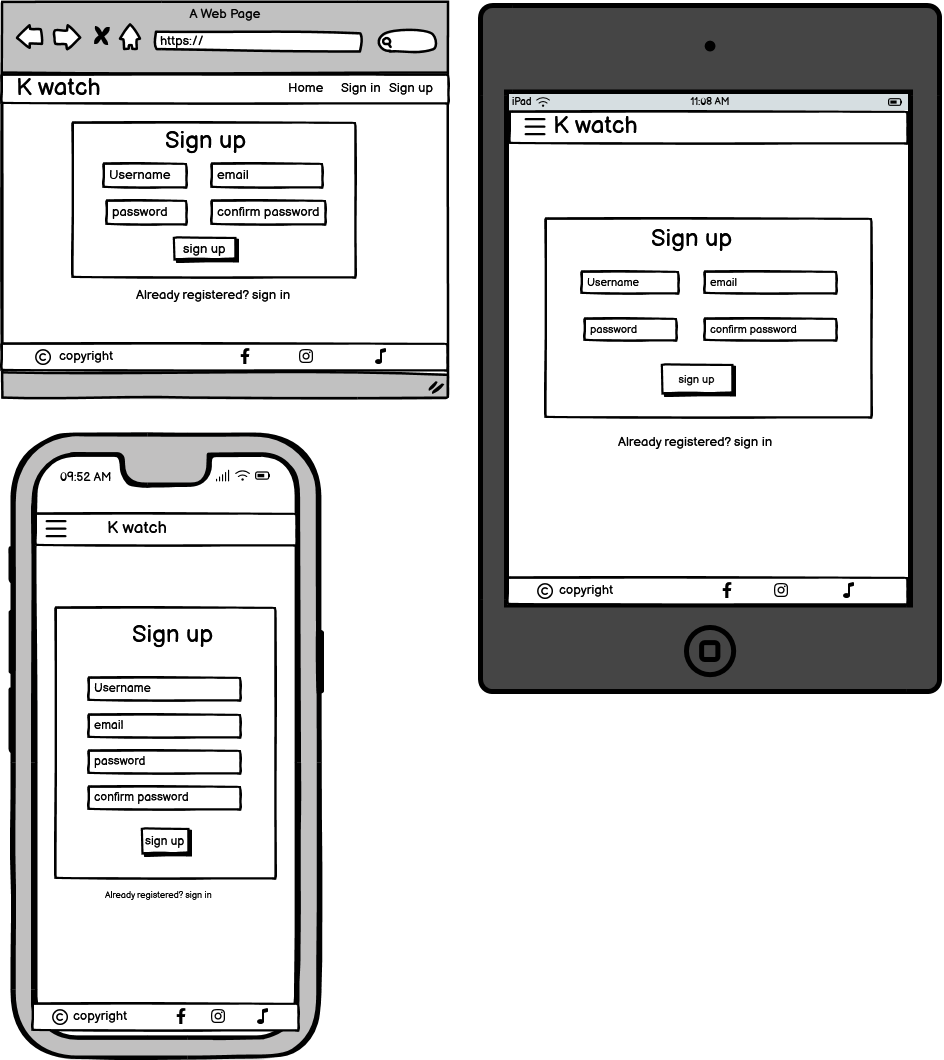 A Web Page
https://
K watch
Home Sign in Sign up
Sign up
Username email
password confirm password
sign up
Already registered? sign in
copyright
iPad 11:08 AM
K watch
Sign up
Username email
password confirm password
sign up
Already registered? sign in
copyright
09:52 AM
K watch
Sign up
Username
email
password
confirm password
sign up
Already registered? sign in
copyright